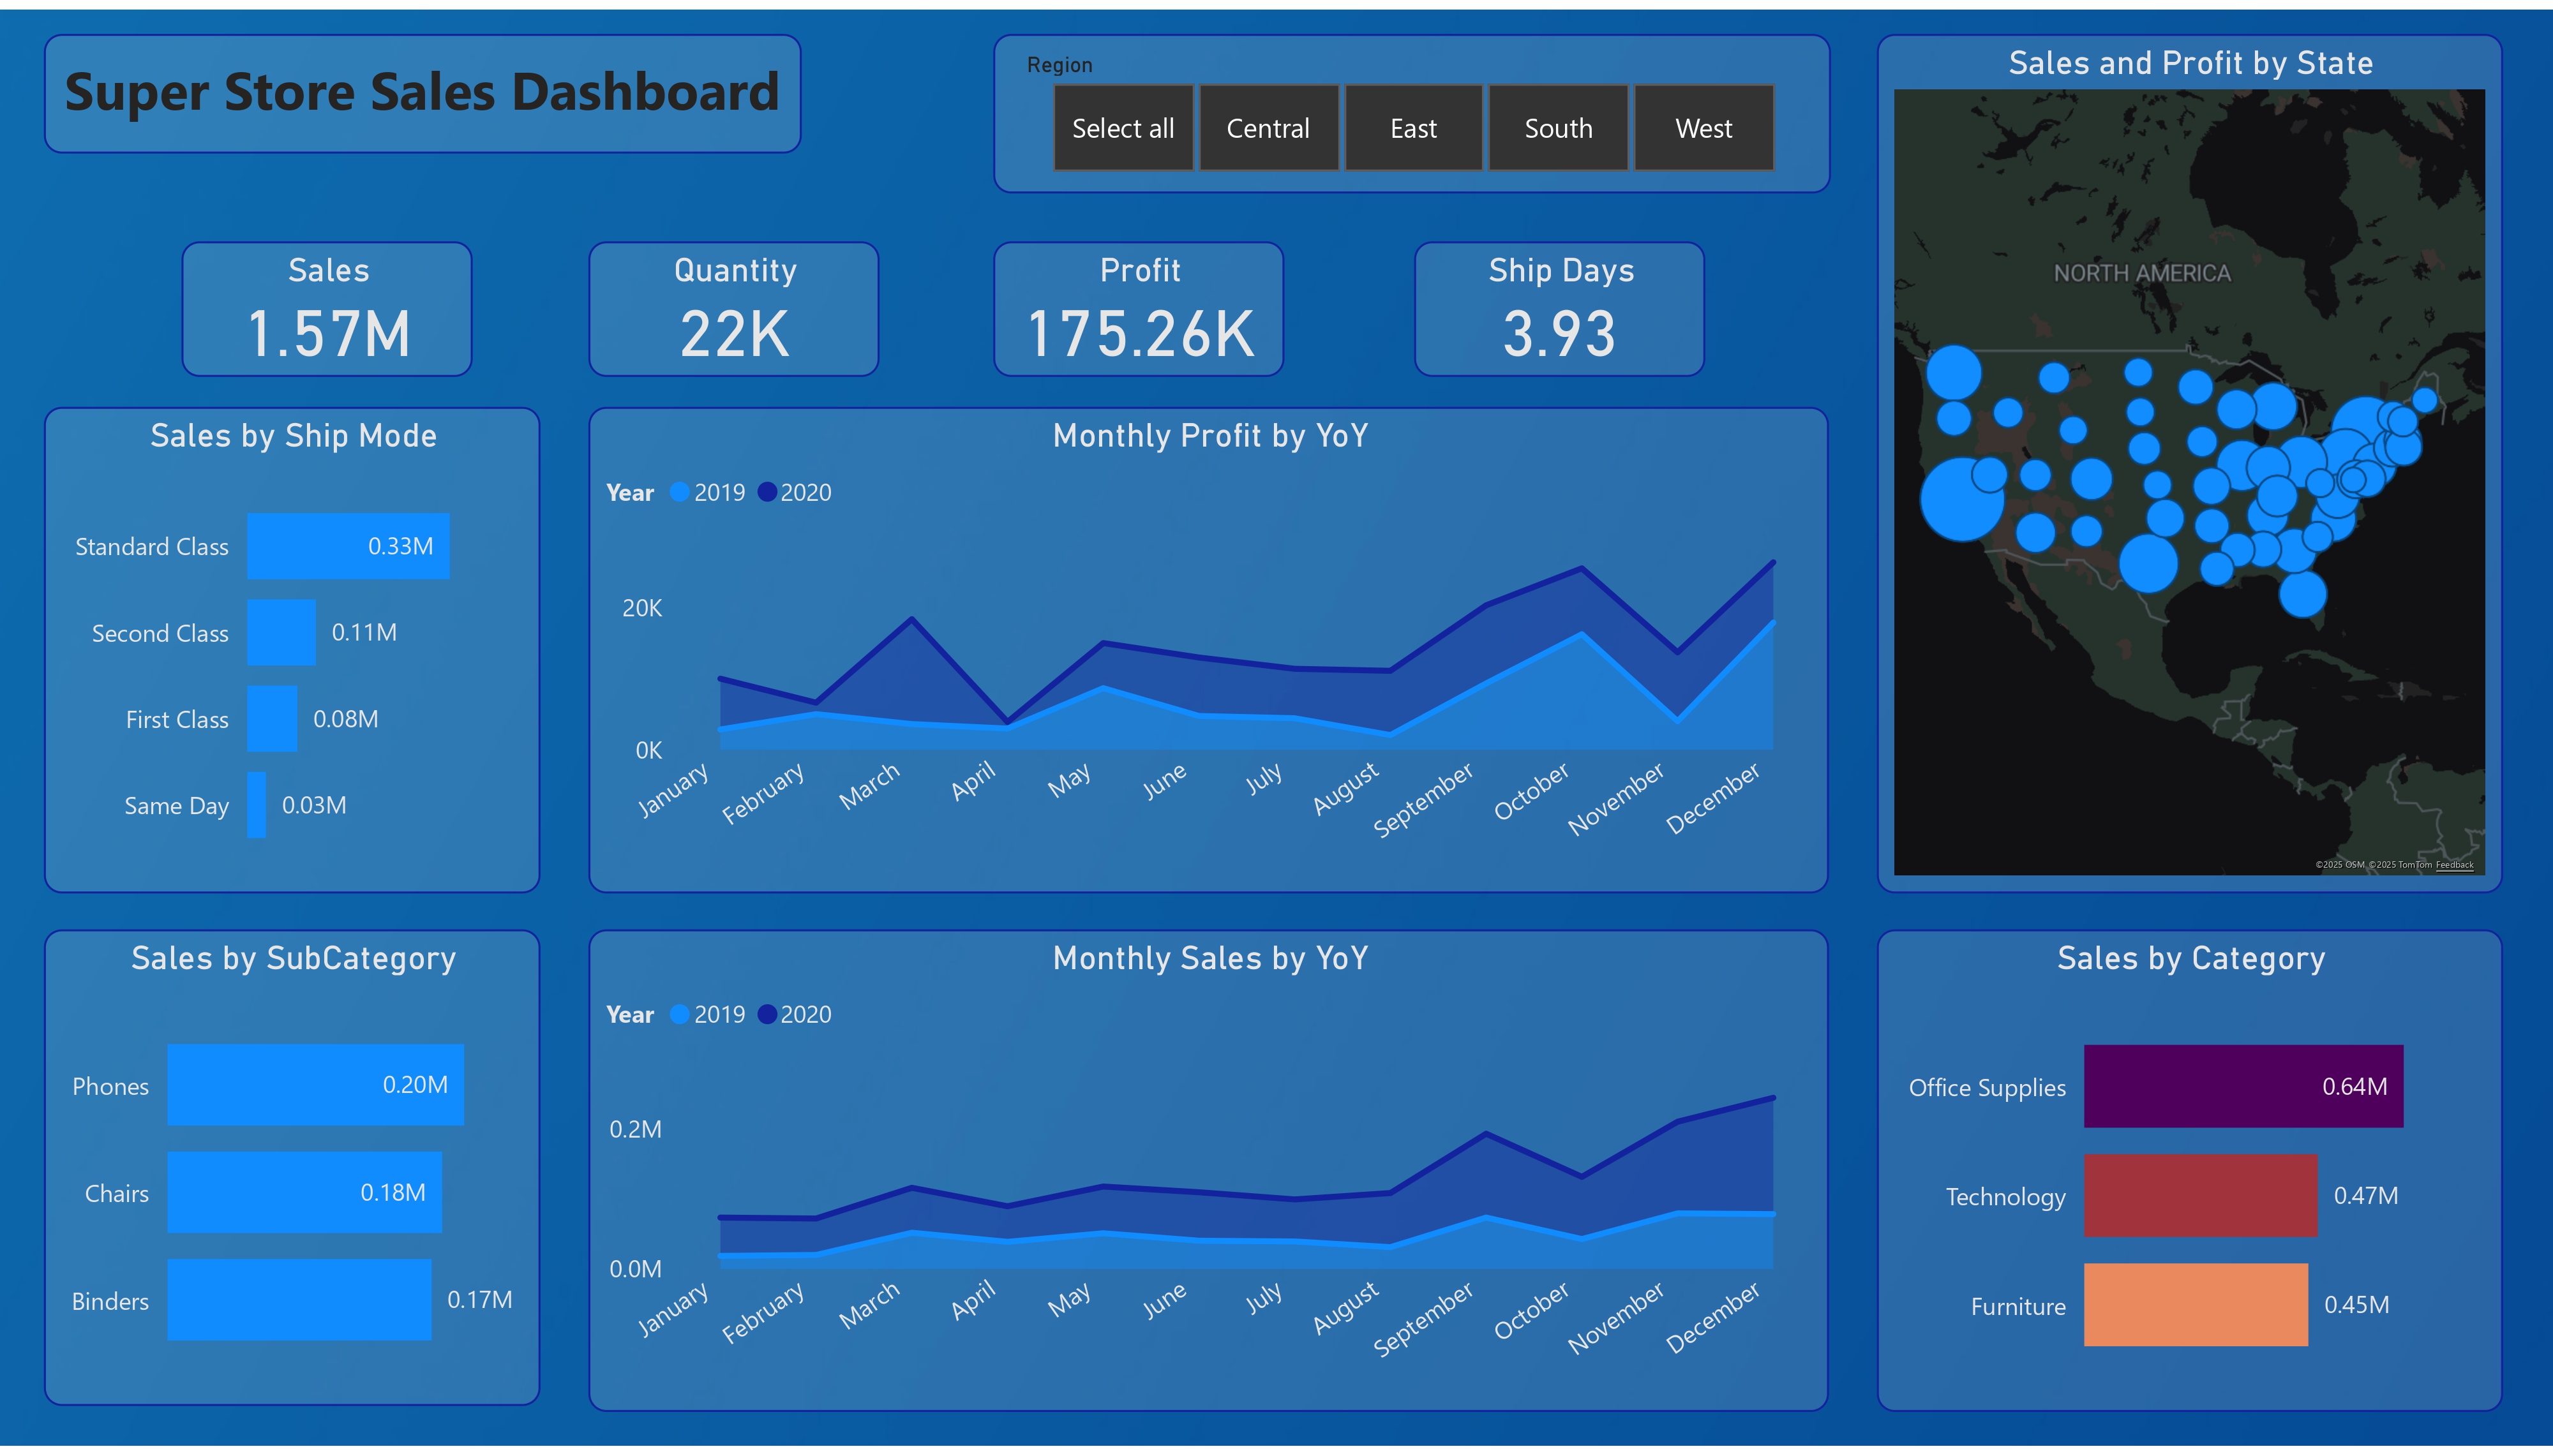 Super Store Sales Dashboard
Region
Select all
Central
East
South
West
Sales
1.57M
Quantity
22K
Profit
175.26K
Ship Days
3.93
Sales and Profit by State
NORTH AMERICA
©2025 OSM ©2025 TomTom Feedback
Sales by Ship Mode
Standard Class 0.33M
Second Class 0.11M
First Class 0.08M
Same Day 0.03M
Monthly Profit by YoY
Year 2019 2020
20K
0K
January February March April May June July August September October November December
Sales by SubCategory
Phones 0.20M
Chairs 0.18M
Binders 0.17M
Monthly Sales by YoY
Year 2019 2020
0.2M
0.0M
January February March April May June July August September October November December
Sales by Category
Office Supplies 0.64M
Technology 0.47M
Furniture 0.45M